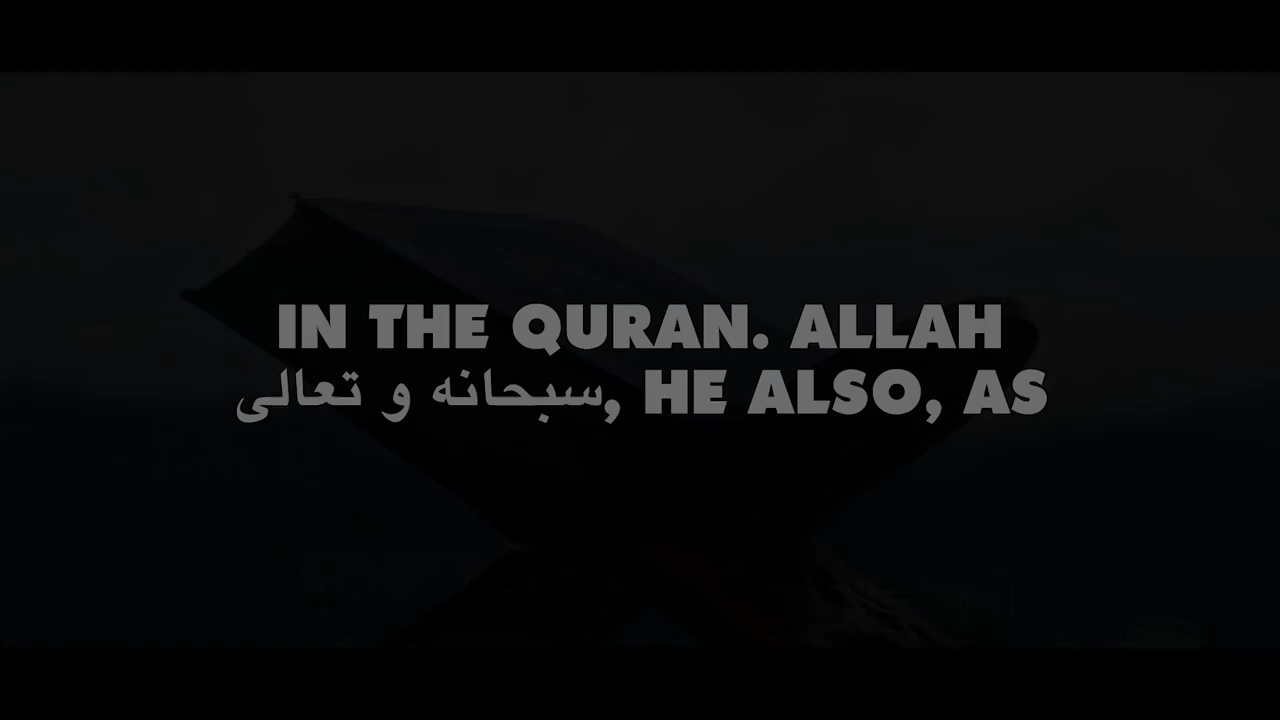 IN THE QURAN. ALLAH
سبحانه و تعالى, HE ALSO, AS